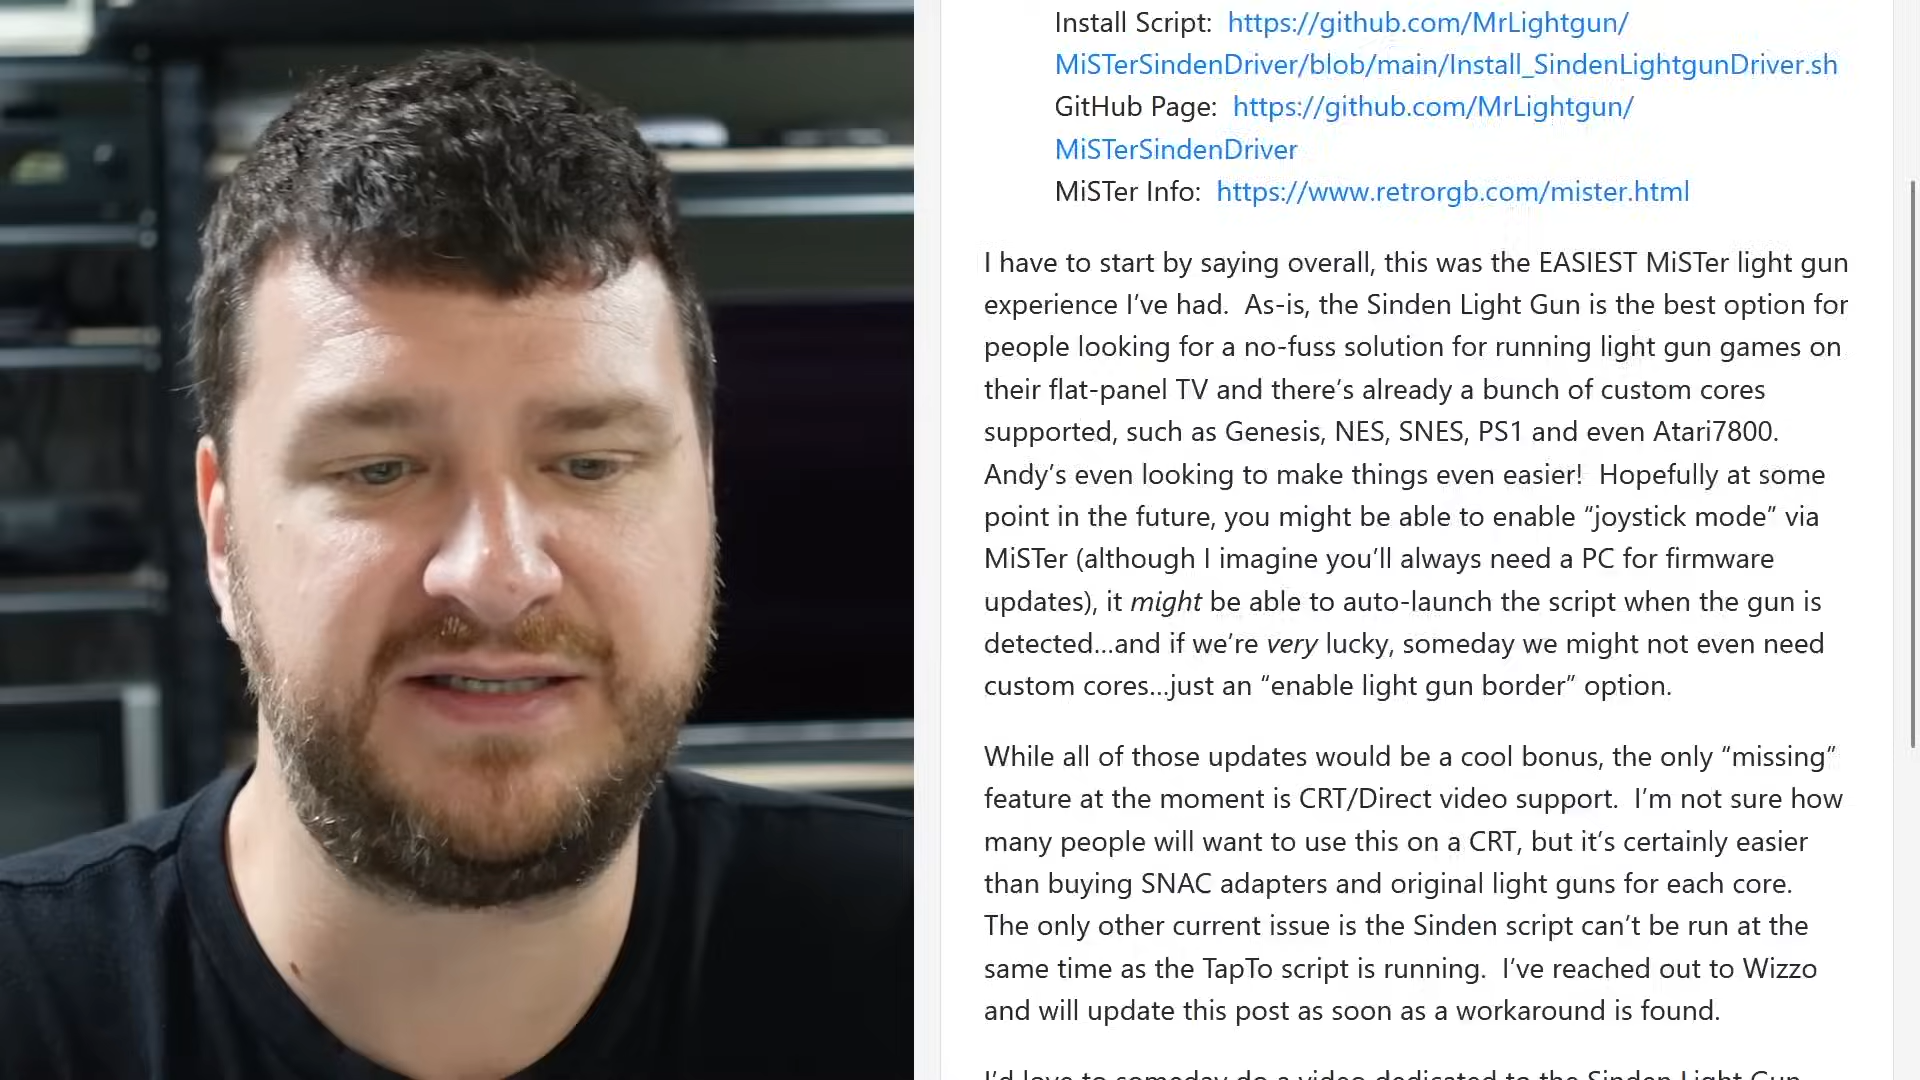 Install Script:  https://github.com/MrLightgun/
MiSTerSindenDriver/blob/main/Install_SindenLightgunDriver.sh
GitHub Page:  https://github.com/MrLightgun/
MiSTerSindenDriver
MiSTer Info:  https://www.retrorgb.com/mister.html
I have to start by saying overall, this was the EASIEST MiSTer light gun
experience I’ve had.  As-is, the Sinden Light Gun is the best option for
people looking for a no-fuss solution for running light gun games on
their flat-panel TV and there’s already a bunch of custom cores
supported, such as Genesis, NES, SNES, PS1 and even Atari7800.
Andy’s even looking to make things even easier!  Hopefully at some
point in the future, you might be able to enable “joystick mode” via
MiSTer (although I imagine you’ll always need a PC for firmware
updates), it might be able to auto-launch the script when the gun is
detected…and if we’re very lucky, someday we might not even need
custom cores…just an “enable light gun border” option.
While all of those updates would be a cool bonus, the only “missing”
feature at the moment is CRT/Direct video support.  I’m not sure how
many people will want to use this on a CRT, but it’s certainly easier
than buying SNAC adapters and original light guns for each core.
The only other current issue is the Sinden script can’t be run at the
same time as the TapTo script is running.  I’ve reached out to Wizzo
and will update this post as soon as a workaround is found.
I’d love to someday do a video dedicated to the Sinden Light Gun